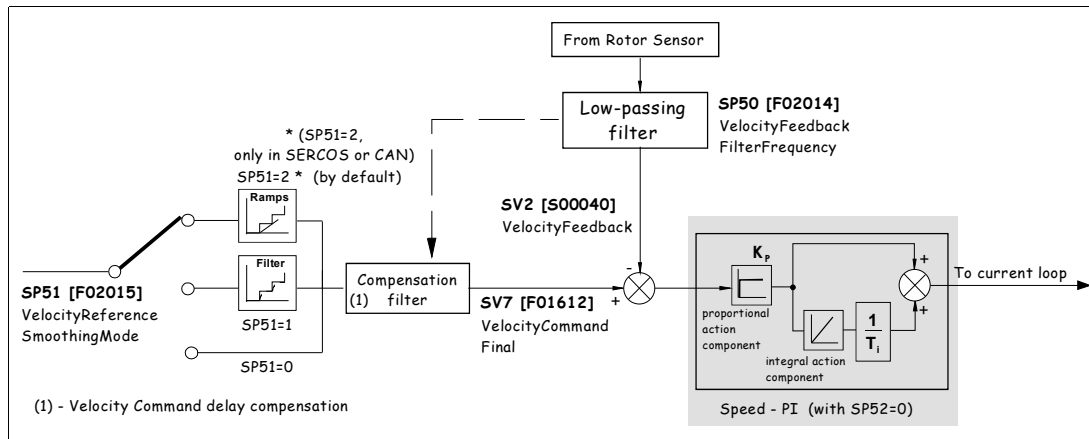 From Rotor Sensor
Low-passing
filter
SP50 [F02014]
VelocityFeedback
FilterFrequency
* (SP51=2,
only in SERCOS or CAN)
SP51=2 * (by default)
Ramps
SV2 [S00040]
VelocityFeedback
Filter
SP51=1
SP51=0
SP51 [F02015]
VelocityReference
SmoothingMode
Compensation
(1) filter
SV7 [F01612]
VelocityCommand
Final
-
+
KP
proportional
action
component
integral action
component
1
Ti
+
+
To current loop
Speed - PI (with SP52=0)
(1) - Velocity Command delay compensation